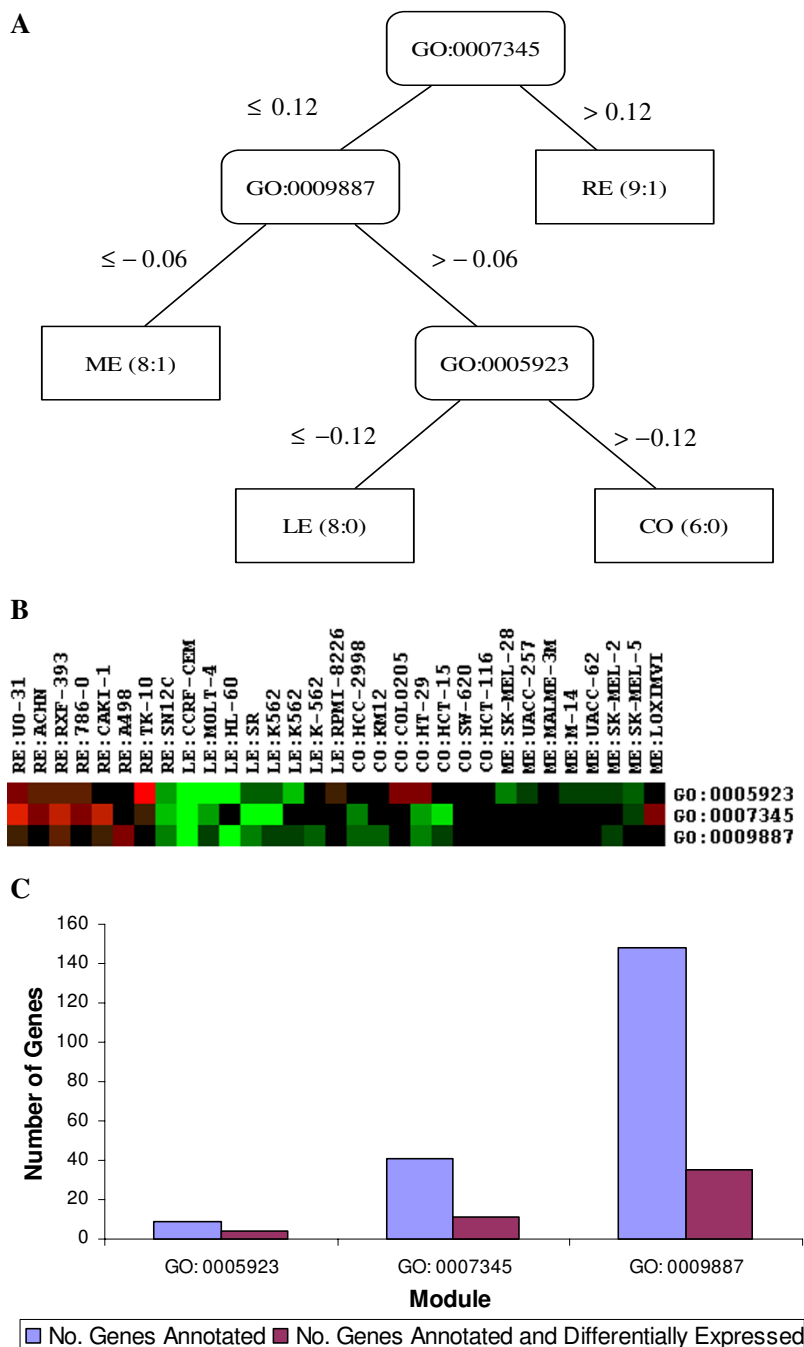 A
GO:0007345
≤ 0.12
> 0.12
GO:0009887
RE (9:1)
≤ − 0.06
> − 0.06
ME (8:1)
GO:0005923
≤ −0.12
> −0.12
LE (8:0)
CO (6:0)
B
RE:UO-31
RE:ACHN
RE:RXF-393
RE:786-0
RE:CAKI-1
RE:A498
RE:TK-10
RE:SN12C
LE:CCRF-CEM
LE:MOLT-4
LE:HL-60
LE:SR
LE:K562
LE:K562
LE:K-562
LE:RPMI-8226
CO:HCC-2998
CO:KM12
CO:COLO205
CO:HT-29
CO:HCT-15
CO:SW-620
CO:HCT-116
ME:SK-MEL-28
ME:UACC-257
ME:MALME-3M
ME:M-14
ME:UACC-62
ME:SK-MEL-2
ME:SK-MEL-5
ME:LOXIMVI
GO:0005923
GO:0007345
GO:0009887
C
160
140
120
100
80
60
40
20
0
Number of Genes
GO:0005923
GO:0007345
GO:0009887
Module
No. Genes Annotated
No. Genes Annotated and Differentially Expressed